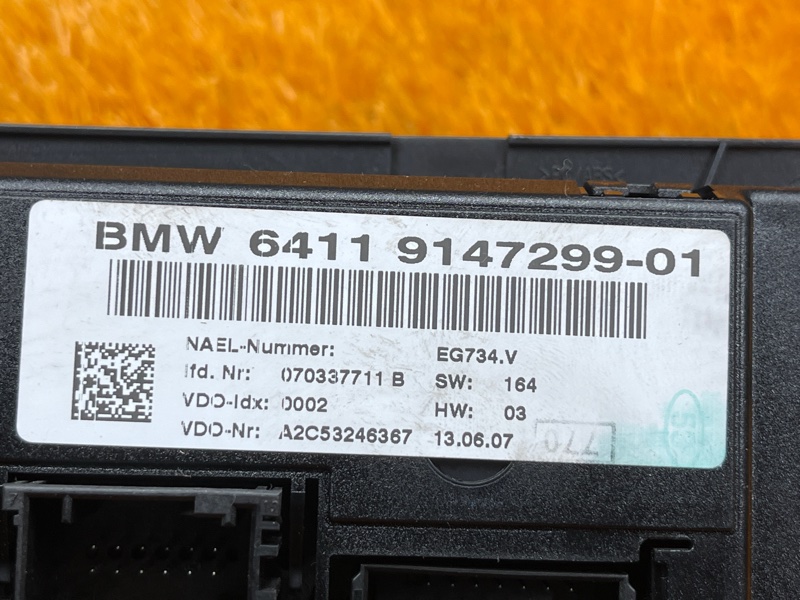 BMW 6411 9147299-01
NAEL-Nummer: EG734.V
lfd. Nr: 070337711 B SW: 164
VDO-Idx: 0002 HW: 03
VDO-Nr: A2C53246367 13.06.07
077